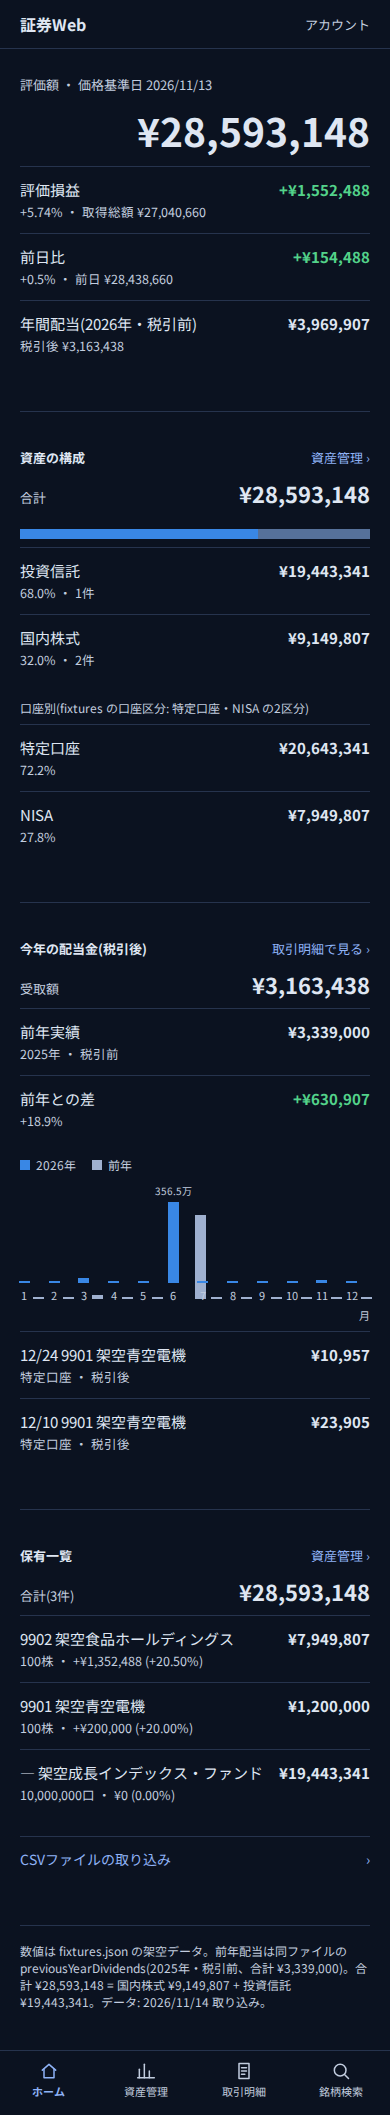 証券Web アカウント
評価額 ・ 価格基準日 2026/11/13
¥28,593,148
評価損益 +¥1,552,488
+5.74% ・ 取得総額 ¥27,040,660
前日比 +¥154,488
+0.5% ・ 前日 ¥28,438,660
年間配当(2026年・税引前) ¥3,969,907
税引後 ¥3,163,438
資産の構成 資産管理 ›
合計 ¥28,593,148
投資信託 ¥19,443,341
68.0% ・ 1件
国内株式 ¥9,149,807
32.0% ・ 2件
口座別(fixtures の口座区分: 特定口座・NISA の2区分)
特定口座 ¥20,643,341
72.2%
NISA ¥7,949,807
27.8%
今年の配当金(税引後) 取引明細で見る ›
受取額 ¥3,163,438
前年実績 ¥3,339,000
2025年 ・ 税引前
前年との差 +¥630,907
+18.9%
2026年 前年
356.5万
1 2 3 4 5 6 7 8 9 10 11 12
月
12/24 9901 架空青空電機 ¥10,957
特定口座 ・ 税引後
12/10 9901 架空青空電機 ¥23,905
特定口座 ・ 税引後
保有一覧 資産管理 ›
合計(3件) ¥28,593,148
9902 架空食品ホールディングス ¥7,949,807
100株 ・ +¥1,352,488 (+20.50%)
9901 架空青空電機 ¥1,200,000
100株 ・ +¥200,000 (+20.00%)
— 架空成長インデックス・ファンド ¥19,443,341
10,000,000口 ・ ¥0 (0.00%)
CSVファイルの取り込み ›
数値は fixtures.json の架空データ。前年配当は同ファイルの
previousYearDividends(2025年・税引前、合計 ¥3,339,000)。合
計 ¥28,593,148 = 国内株式 ¥9,149,807 + 投資信託
¥19,443,341。データ: 2026/11/14 取り込み。
ホーム 資産管理 取引明細 銘柄検索